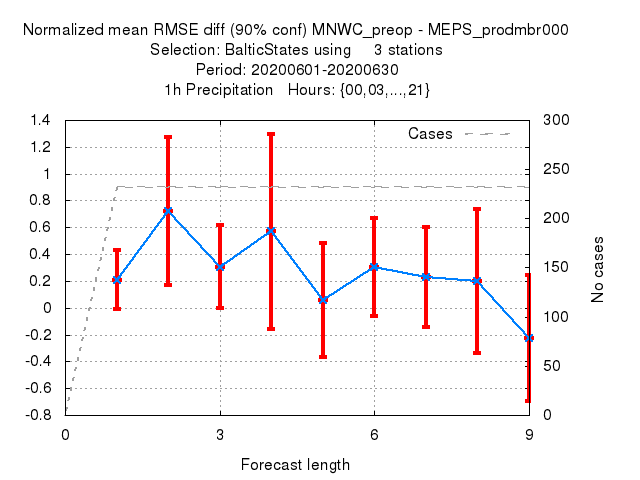 Normalized mean RMSE diff (90% conf) MNWC_preop - MEPS_prodmbr000
Selection: BalticStates using 3 stations
Period: 20200601-20200630
1h Precipitation Hours: {00,03,...,21}
Cases
1.4
1.2
1
0.8
0.6
0.4
0.2
0
-0.2
-0.4
-0.6
-0.8
300
250
200
150
100
50
0
No cases
0 3 6 9
Forecast length